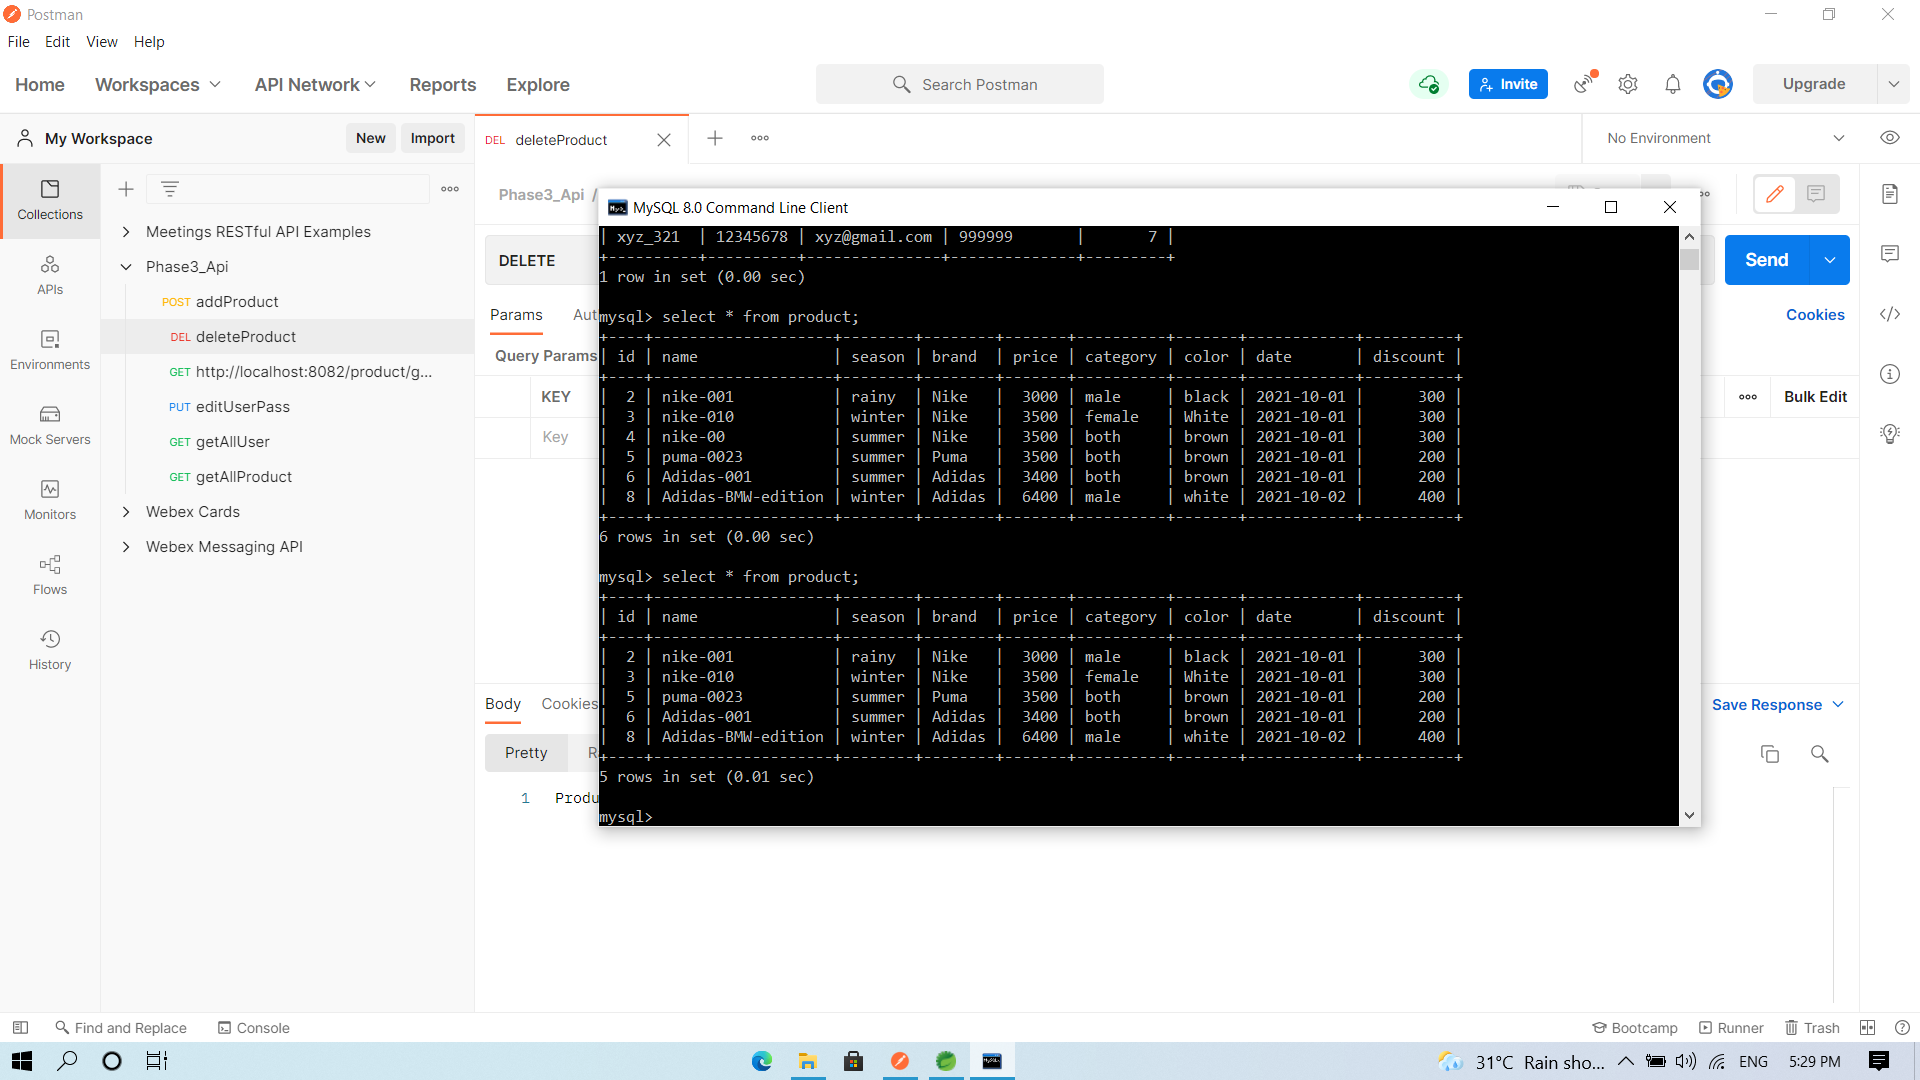 Postman
File Edit View Help
Home Workspaces API Network Reports Explore
Search Postman
Invite
Upgrade
My Workspace
New Import
DEL deleteProduct
No Environment
Collections
APIs
Environments
Mock Servers
Monitors
Flows
History
Meetings RESTful API Examples
Phase3_Api
POST addProduct
DEL deleteProduct
GET http://localhost:8082/product/g...
PUT editUserPass
GET getAllUser
GET getAllProduct
Webex Cards
Webex Messaging API
Phase3_Api /
DELETE
Send
Params
Cookies
Query Params
KEY
Bulk Edit
Key
Body Cookies
Save Response
Pretty
1
MySQL 8.0 Command Line Client
| xyz_321 | 12345678 | xyz@gmail.com | 999999 | 7 |
+----------+----------+---------------+--------------+---------+
1 row in set (0.00 sec)
mysql> select * from product;
+----+--------------------+--------+--------+-------+----------+-------+------------+----------+
| id | name | season | brand | price | category | color | date | discount |
+----+--------------------+--------+--------+-------+----------+-------+------------+----------+
| 2 | nike-001 | rainy | Nike | 3000 | male | black | 2021-10-01 | 300 |
| 3 | nike-010 | winter | Nike | 3500 | female | White | 2021-10-01 | 300 |
| 4 | nike-00 | summer | Nike | 3500 | both | brown | 2021-10-01 | 300 |
| 5 | puma-0023 | summer | Puma | 3500 | both | brown | 2021-10-01 | 200 |
| 6 | Adidas-001 | summer | Adidas | 3400 | both | brown | 2021-10-01 | 200 |
| 8 | Adidas-BMW-edition | winter | Adidas | 6400 | male | white | 2021-10-02 | 400 |
+----+--------------------+--------+--------+-------+----------+-------+------------+----------+
6 rows in set (0.00 sec)
mysql> select * from product;
+----+--------------------+--------+--------+-------+----------+-------+------------+----------+
| id | name | season | brand | price | category | color | date | discount |
+----+--------------------+--------+--------+-------+----------+-------+------------+----------+
| 2 | nike-001 | rainy | Nike | 3000 | male | black | 2021-10-01 | 300 |
| 3 | nike-010 | winter | Nike | 3500 | female | White | 2021-10-01 | 300 |
| 5 | puma-0023 | summer | Puma | 3500 | both | brown | 2021-10-01 | 200 |
| 6 | Adidas-001 | summer | Adidas | 3400 | both | brown | 2021-10-01 | 200 |
| 8 | Adidas-BMW-edition | winter | Adidas | 6400 | male | white | 2021-10-02 | 400 |
+----+--------------------+--------+--------+-------+----------+-------+------------+----------+
5 rows in set (0.01 sec)
mysql>
Find and Replace Console
Bootcamp Runner Trash
31°C Rain sho... ENG 5:29 PM